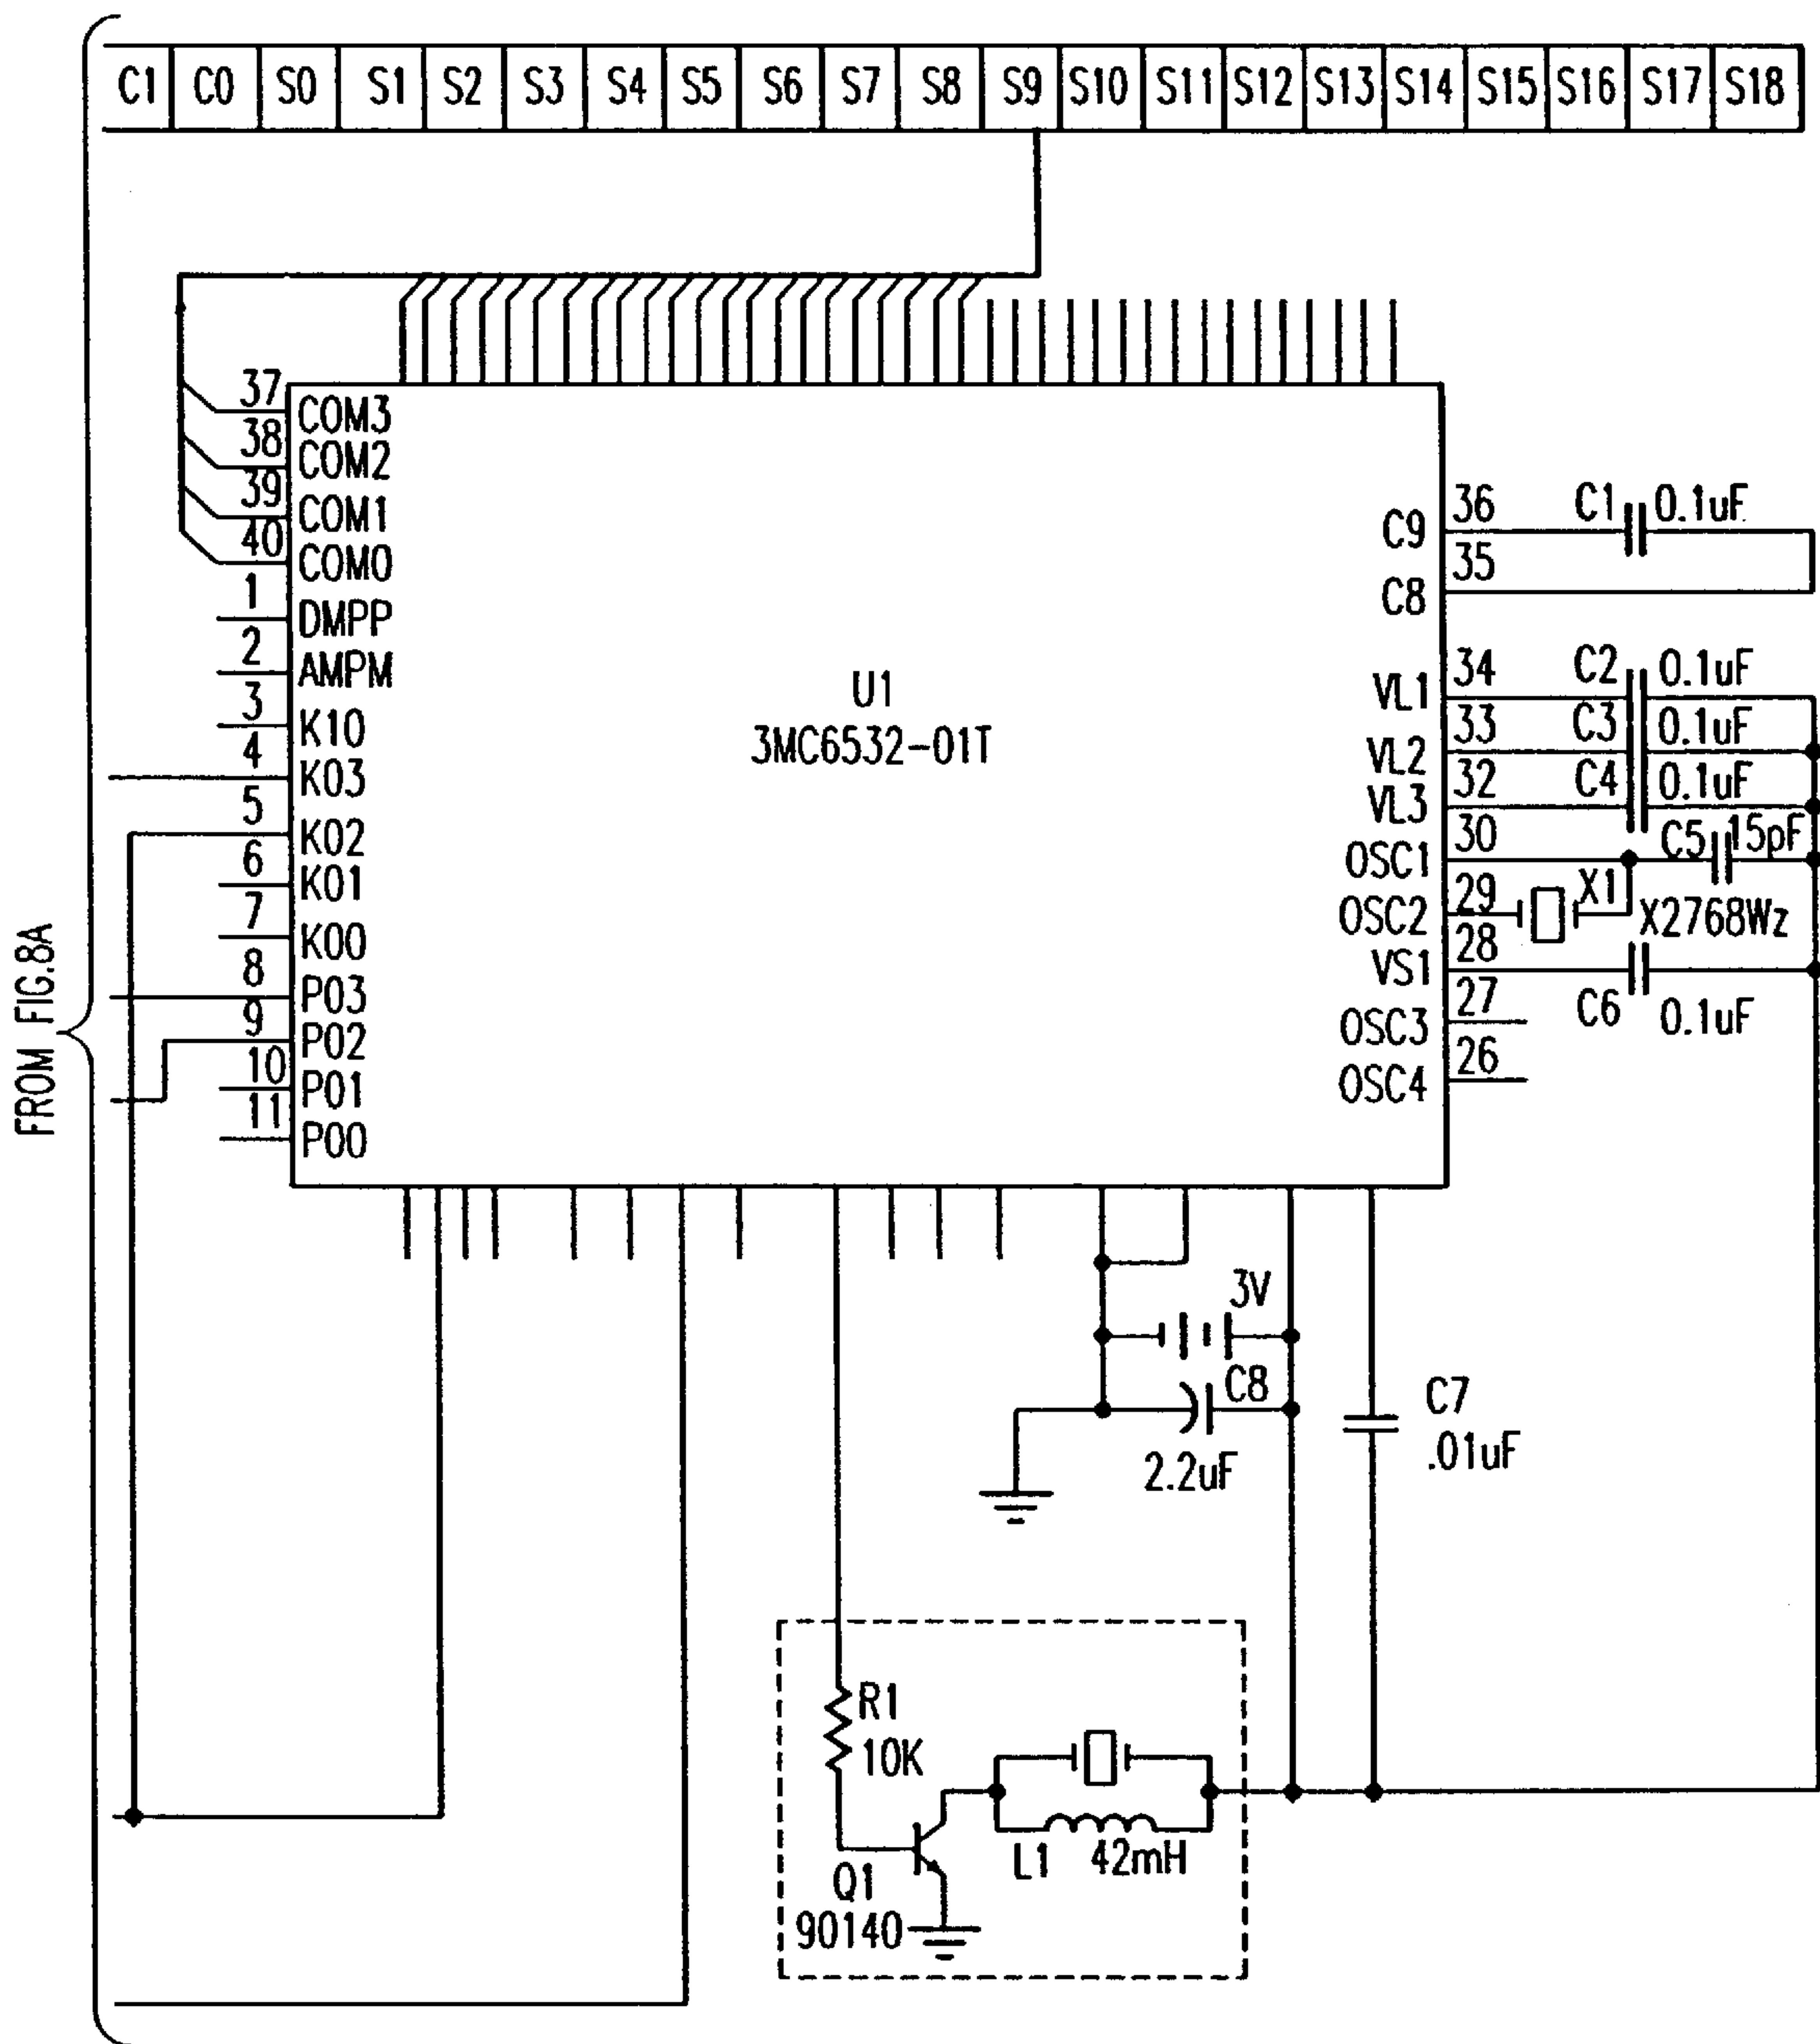 C1 C0 S0 S1 S2 S3 S4 S5 S6 S7 S8 S9 S10 S11 S12 S13 S14 S15 S16 S17 S18
FROM FIG.8A
37 COM3
38 COM2
39 COM1
40 COM0
1 DMPP
2 AMPM
3 K10
4 K03
5 K02
6 K01
7 K00
8 P03
9 P02
10 P01
11 P00
U1
3MC6532-01T
C9 36 C1 0.1uF
C8 35
VL1 34 C2 0.1uF
VL2 33 C3 0.1uF
VL3 32 C4 0.1uF
OSC1 30 C5 15pF
OSC2 29 X1 X2768Wz
VS1 28 C6 0.1uF
OSC3 27
OSC4 26
3V
C8
2.2uF
C7
.01uF
R1
10K
L1 42mH
Q1
90140